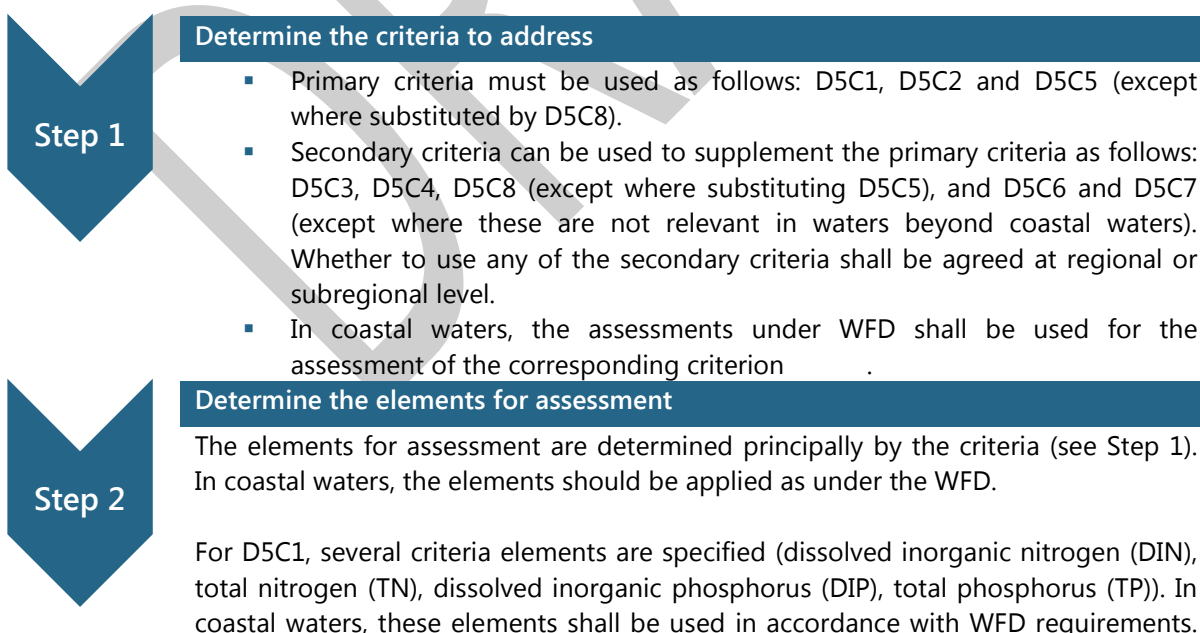 Step 1
Determine the criteria to address
▪ Primary criteria must be used as follows: D5C1, D5C2 and D5C5 (except
where substituted by D5C8).
▪ Secondary criteria can be used to supplement the primary criteria as follows:
D5C3, D5C4, D5C8 (except where substituting D5C5), and D5C6 and D5C7
(except where these are not relevant in waters beyond coastal waters).
Whether to use any of the secondary criteria shall be agreed at regional or
subregional level.
▪ In coastal waters, the assessments under WFD shall be used for the
assessment of the corresponding criterion .
Step 2
Determine the elements for assessment
The elements for assessment are determined principally by the criteria (see Step 1).
In coastal waters, the elements should be applied as under the WFD.
For D5C1, several criteria elements are specified (dissolved inorganic nitrogen (DIN),
total nitrogen (TN), dissolved inorganic phosphorus (DIP), total phosphorus (TP)). In
coastal waters, these elements shall be used in accordance with WFD requirements.